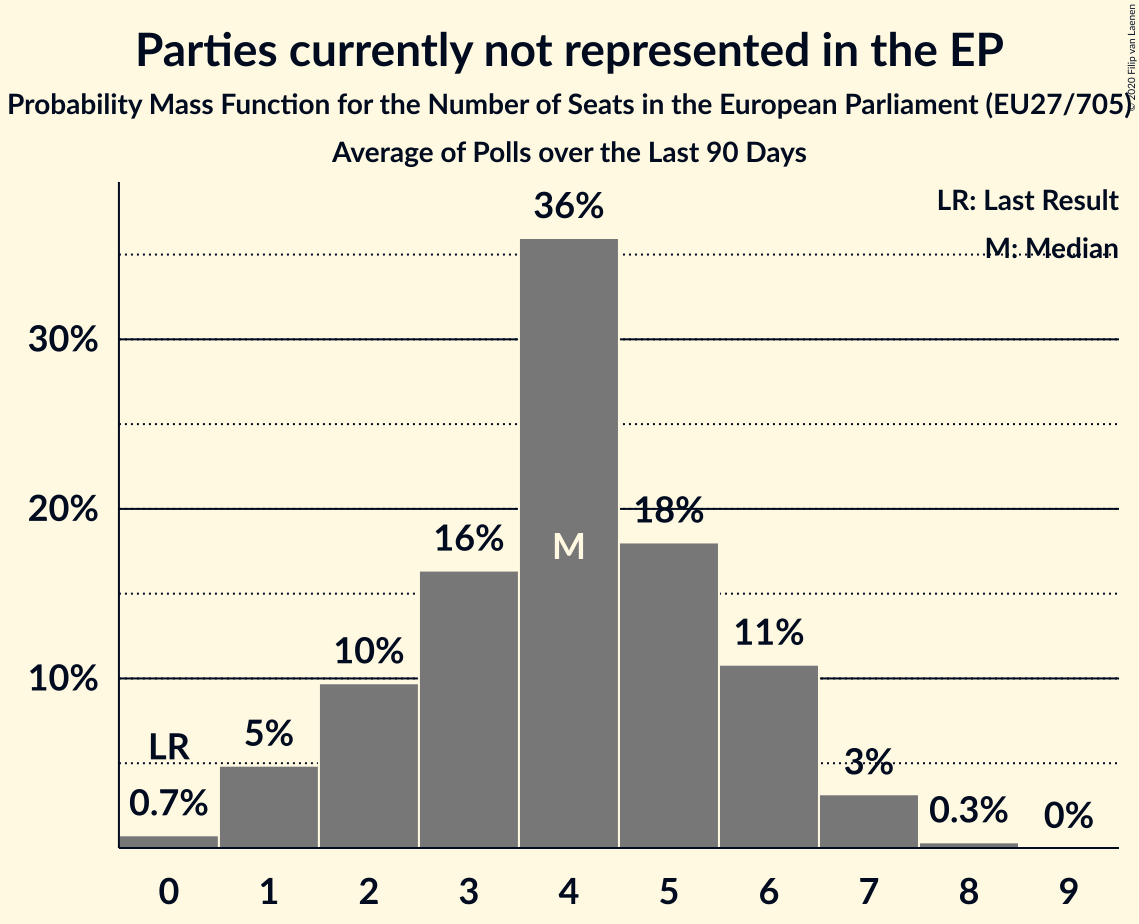 Parties currently not represented in the EP
Probability Mass Function for the Number of Seats in the European Parliament (EU27/705)
Average of Polls over the Last 90 Days
© 2020 Filip van Laenen
LR: Last Result
M: Median
36%
30%
20%
18%
16%
M
11%
10%
10%
5%
LR
3%
0.7%
0.3%
0%
0 1 2 3 4 5 6 7 8 9